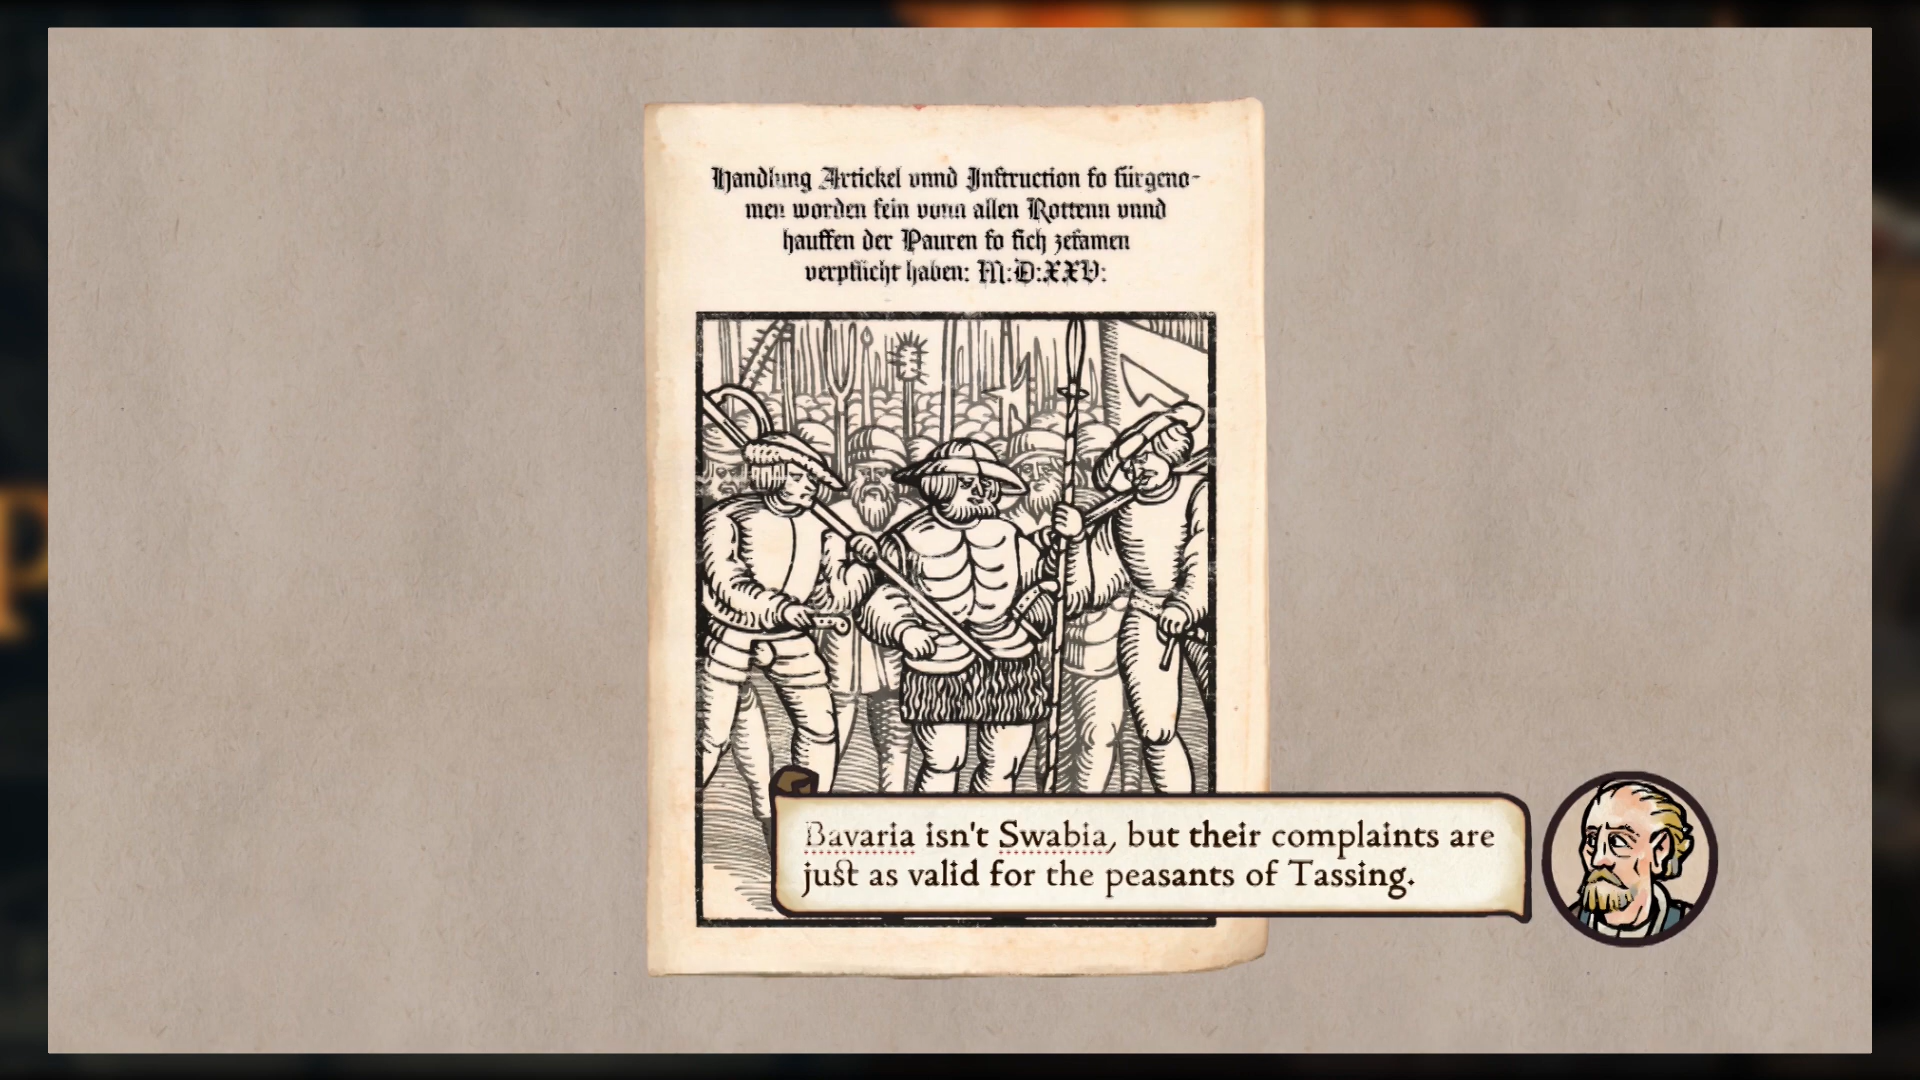 Handlung Artickel vnnd Instruction so fürgeno-
men worden sein vonn allen Rottenn vnnd
hauffen der Pauren so sich zesamen
verpflicht haben: M:D:XXV:
Bavaria isn't Swabia, but their complaints are
just as valid for the peasants of Tassing.
P